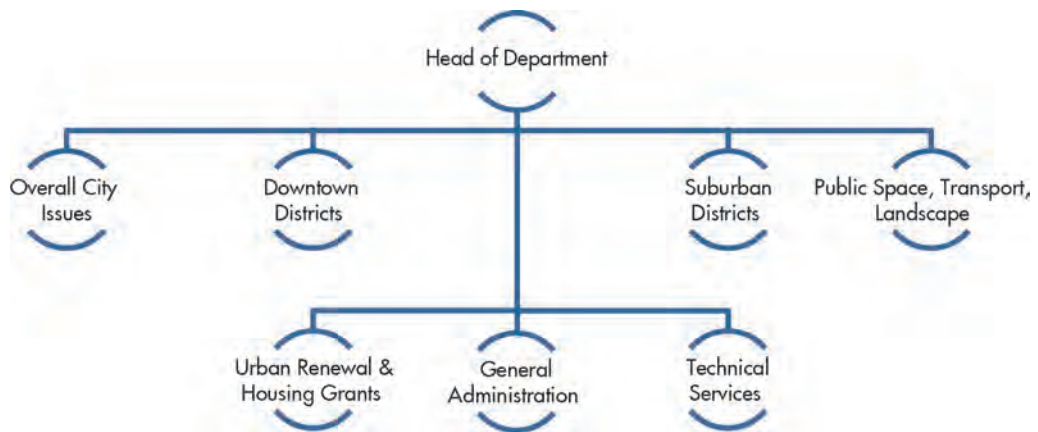 Head of Department
Overall City
Issues
Downtown
Districts
Suburban
Districts
Public Space, Transport,
Landscape
Urban Renewal &
Housing Grants
General
Administration
Technical
Services